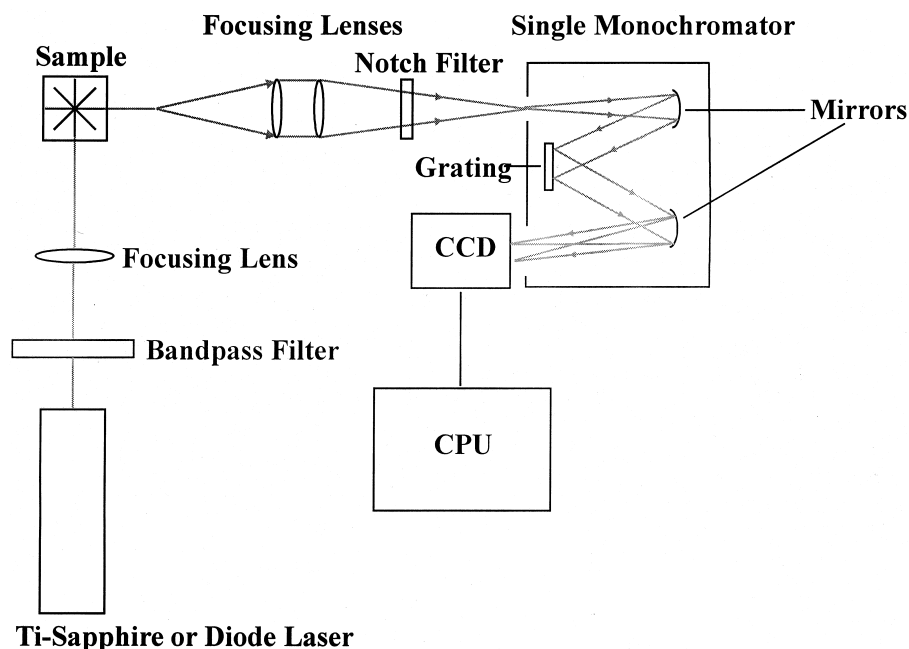 Focusing Lenses
Single Monochromator
Sample
Notch Filter
Mirrors
Grating
CCD
Focusing Lens
Bandpass Filter
CPU
Ti-Sapphire or Diode Laser